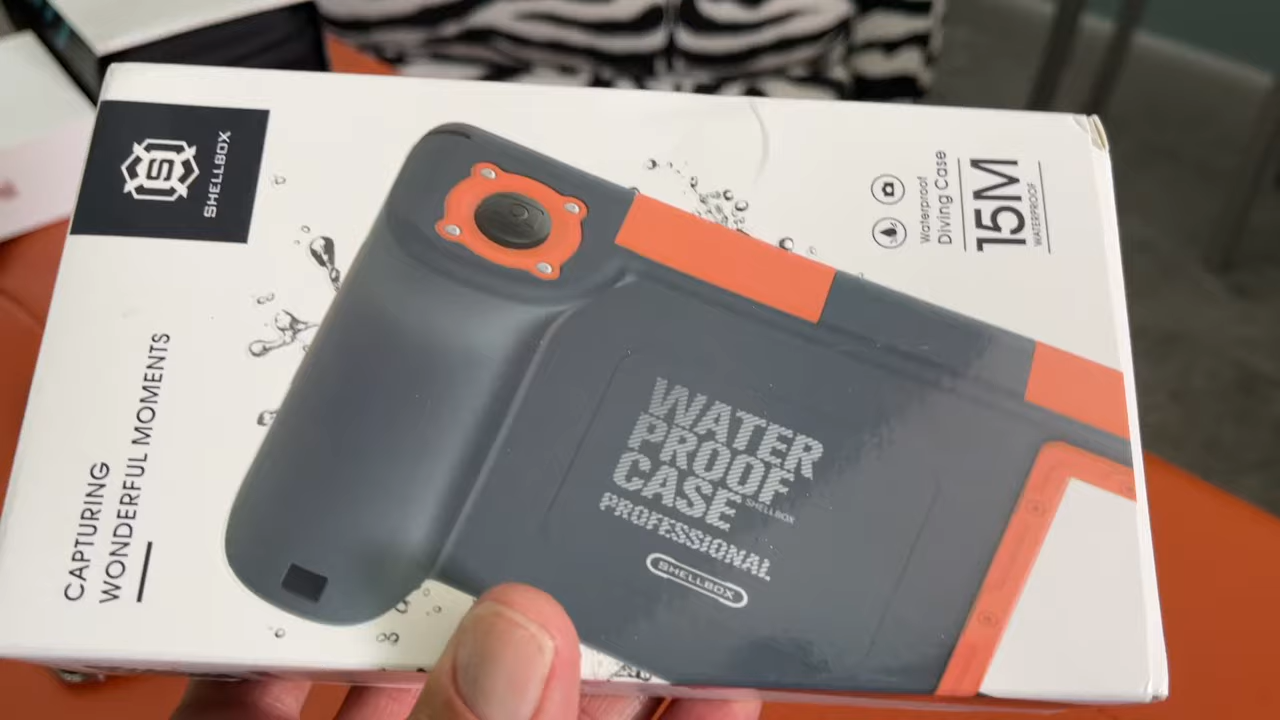 S
SHELLBOX
CAPTURING
WONDERFUL MOMENTS
Waterproof
Diving Case
15M
WATERPROOF
WATER
PROOF
CASE
SHELLBOX
PROFESSIONAL
SHELLBOX